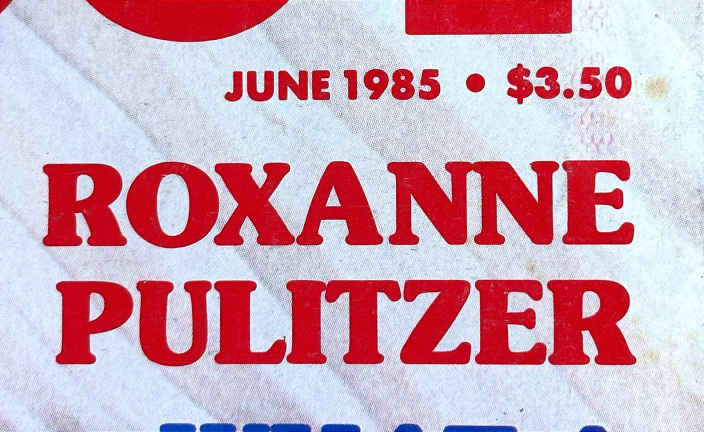 JUNE 1985 • $3.50
ROXANNE
PULITZER